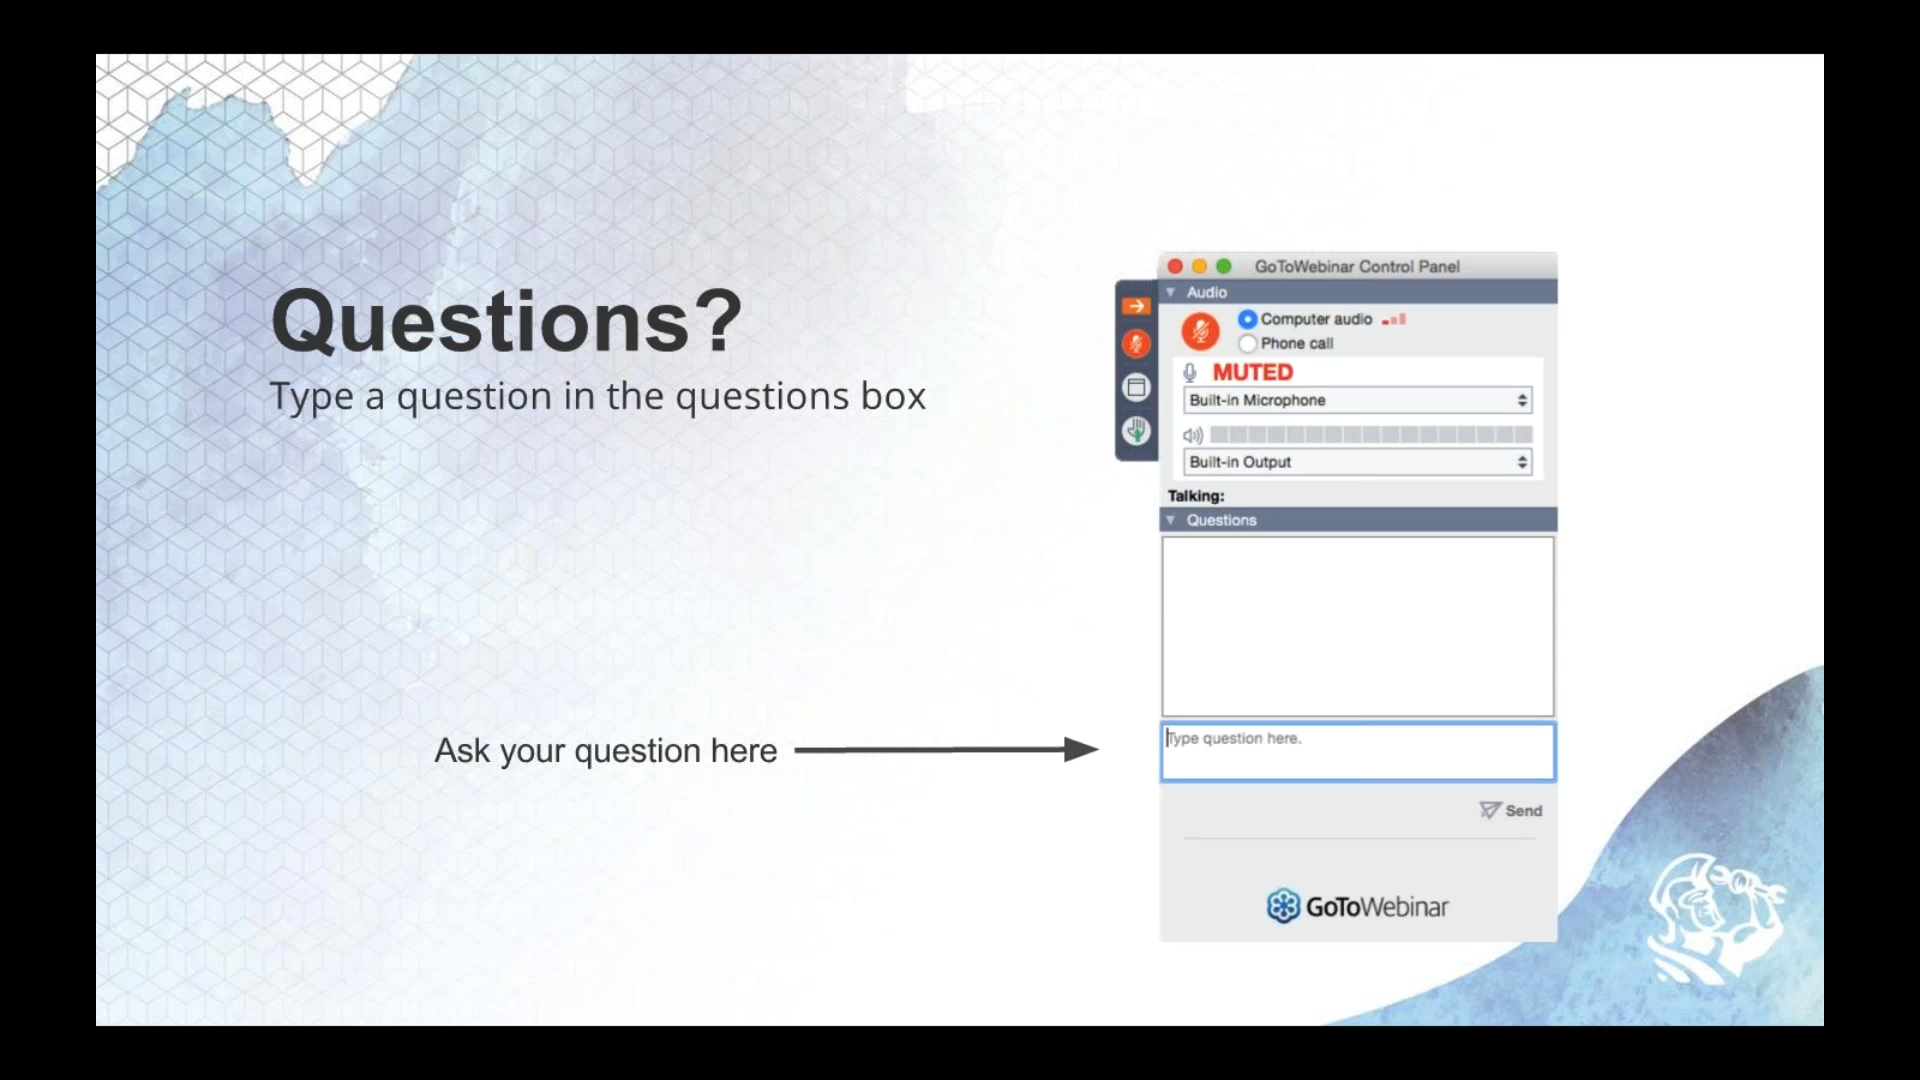 Questions?
Type a question in the questions box
Ask your question here
GoToWebinar Control Panel
Audio
Computer audio
Phone call
MUTED
Built-in Microphone
Built-in Output
Talking:
Questions
Type question here.
Send
GoToWebinar